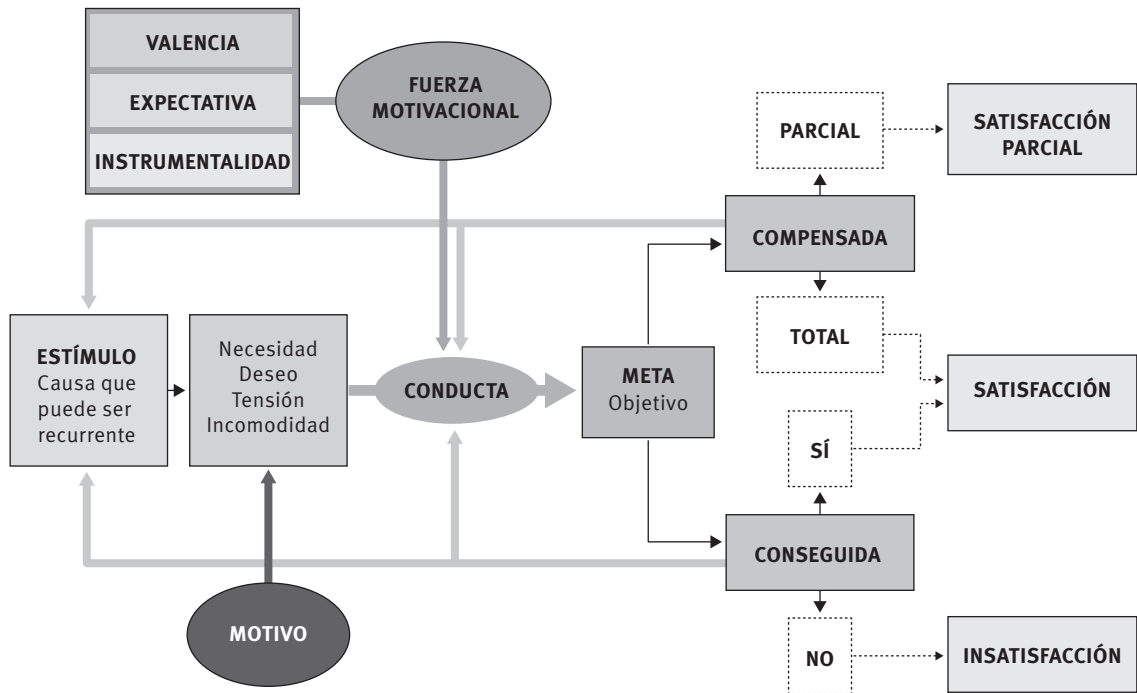 VALENCIA
EXPECTATIVA
INSTRUMENTALIDAD
FUERZA
MOTIVACIONAL
PARCIAL
SATISFACCIÓN
PARCIAL
COMPENSADA
TOTAL
ESTÍMULO
Causa que
puede ser
recurrente
Necesidad
Deseo
Tensión
Incomodidad
CONDUCTA
META
Objetivo
SATISFACCIÓN
SÍ
CONSEGUIDA
MOTIVO
NO
INSATISFACCIÓN